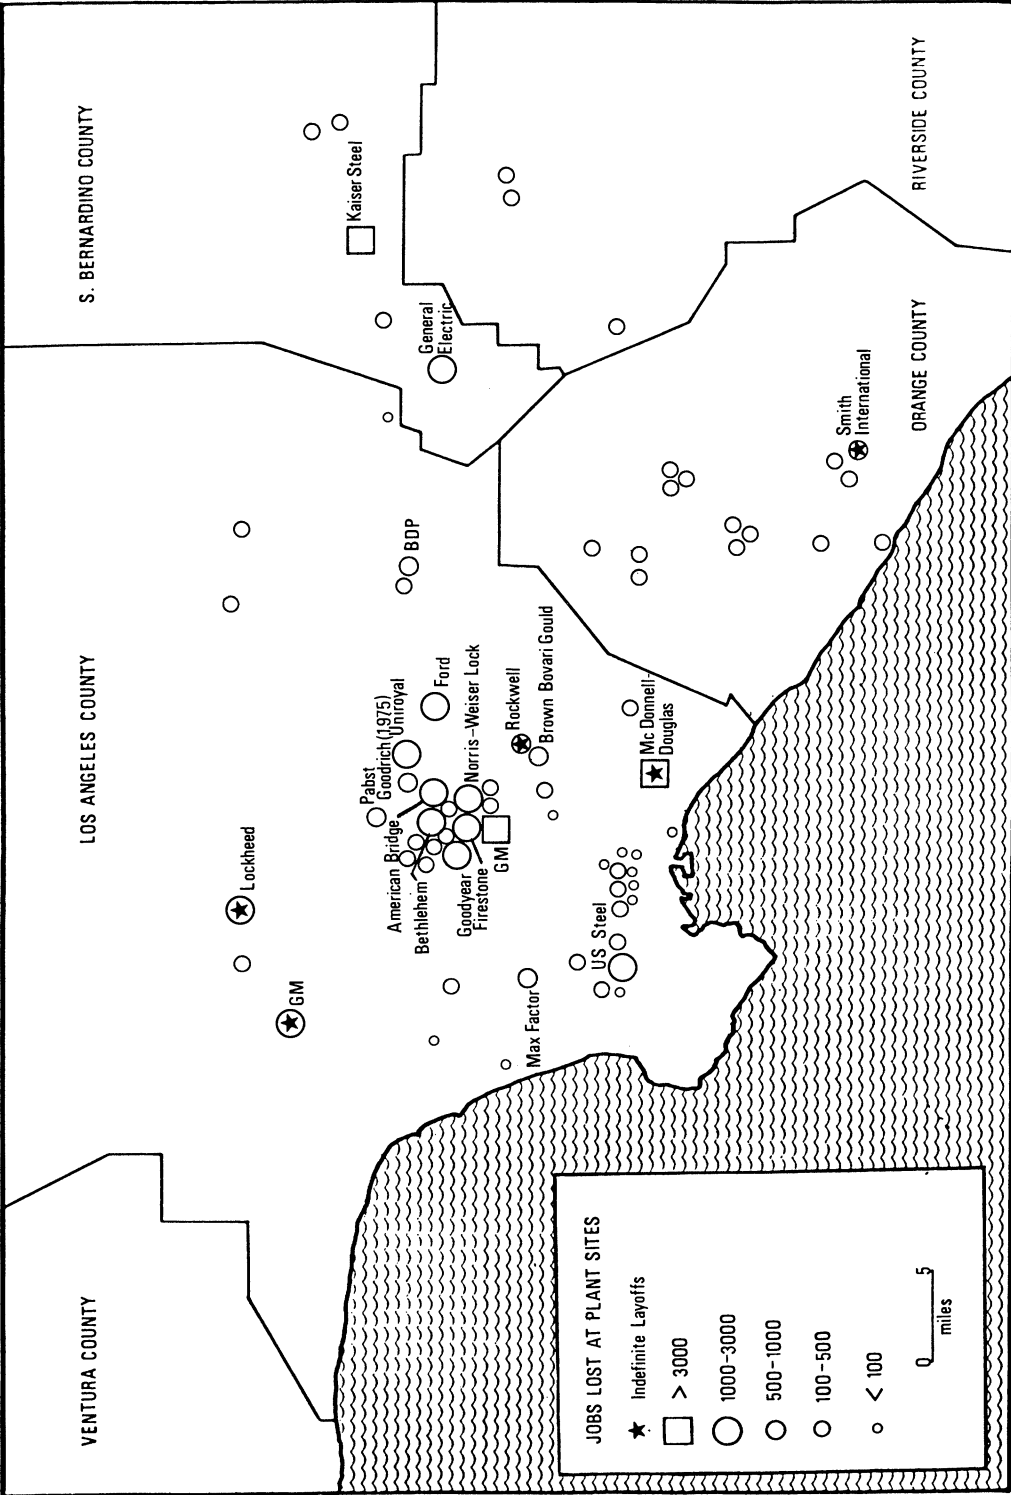 VENTURA COUNTY
LOS ANGELES COUNTY
S. BERNARDINO COUNTY
Lockheed
GM
Kaiser Steel
General
Electric
BDP
Pabst
Goodrich (1975)
Uniroyal
Ford
American Bridge
Bethlehem
Goodyear
Firestone
GM
Norris-Weiser Lock
Rockwell
Brown Bovari Gould
Max Factor
US Steel
Mc Donnell-
Douglas
Smith
International
ORANGE COUNTY
RIVERSIDE COUNTY
JOBS LOST AT PLANT SITES
★ Indefinite Layoffs
> 3000
1000-3000
500-1000
100-500
< 100
0 5
miles